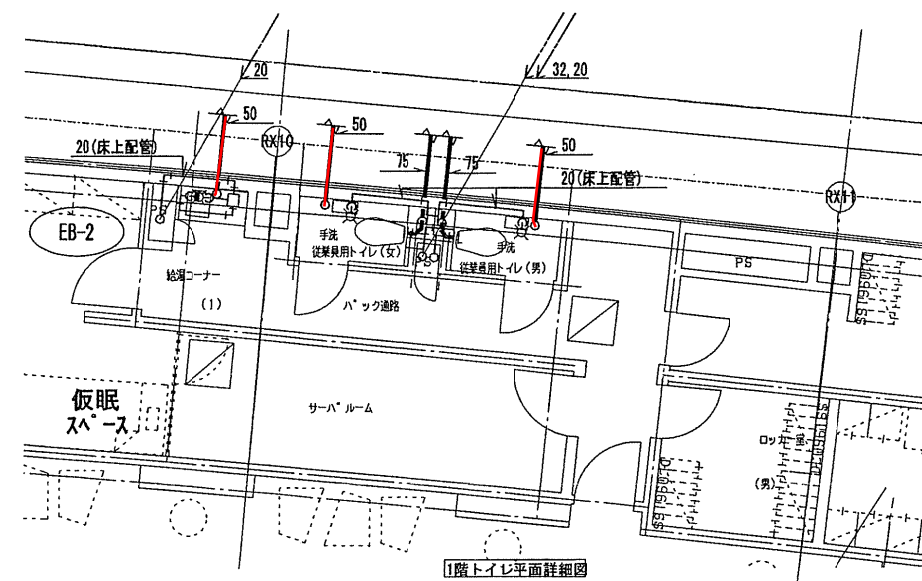 20
32,20
50
RX10
50
50
20(床上配管)
75
75
20(床上配管)
RX11
PS
EB-2
手洗
従業員用トイレ(女)
手洗
従業員用トイレ(男)
PS
PS
給湯コーナー
(1)
バック通路
仮眠
スペース
サーバルーム
ロッカー室
(男)
1階トイレ平面詳細図